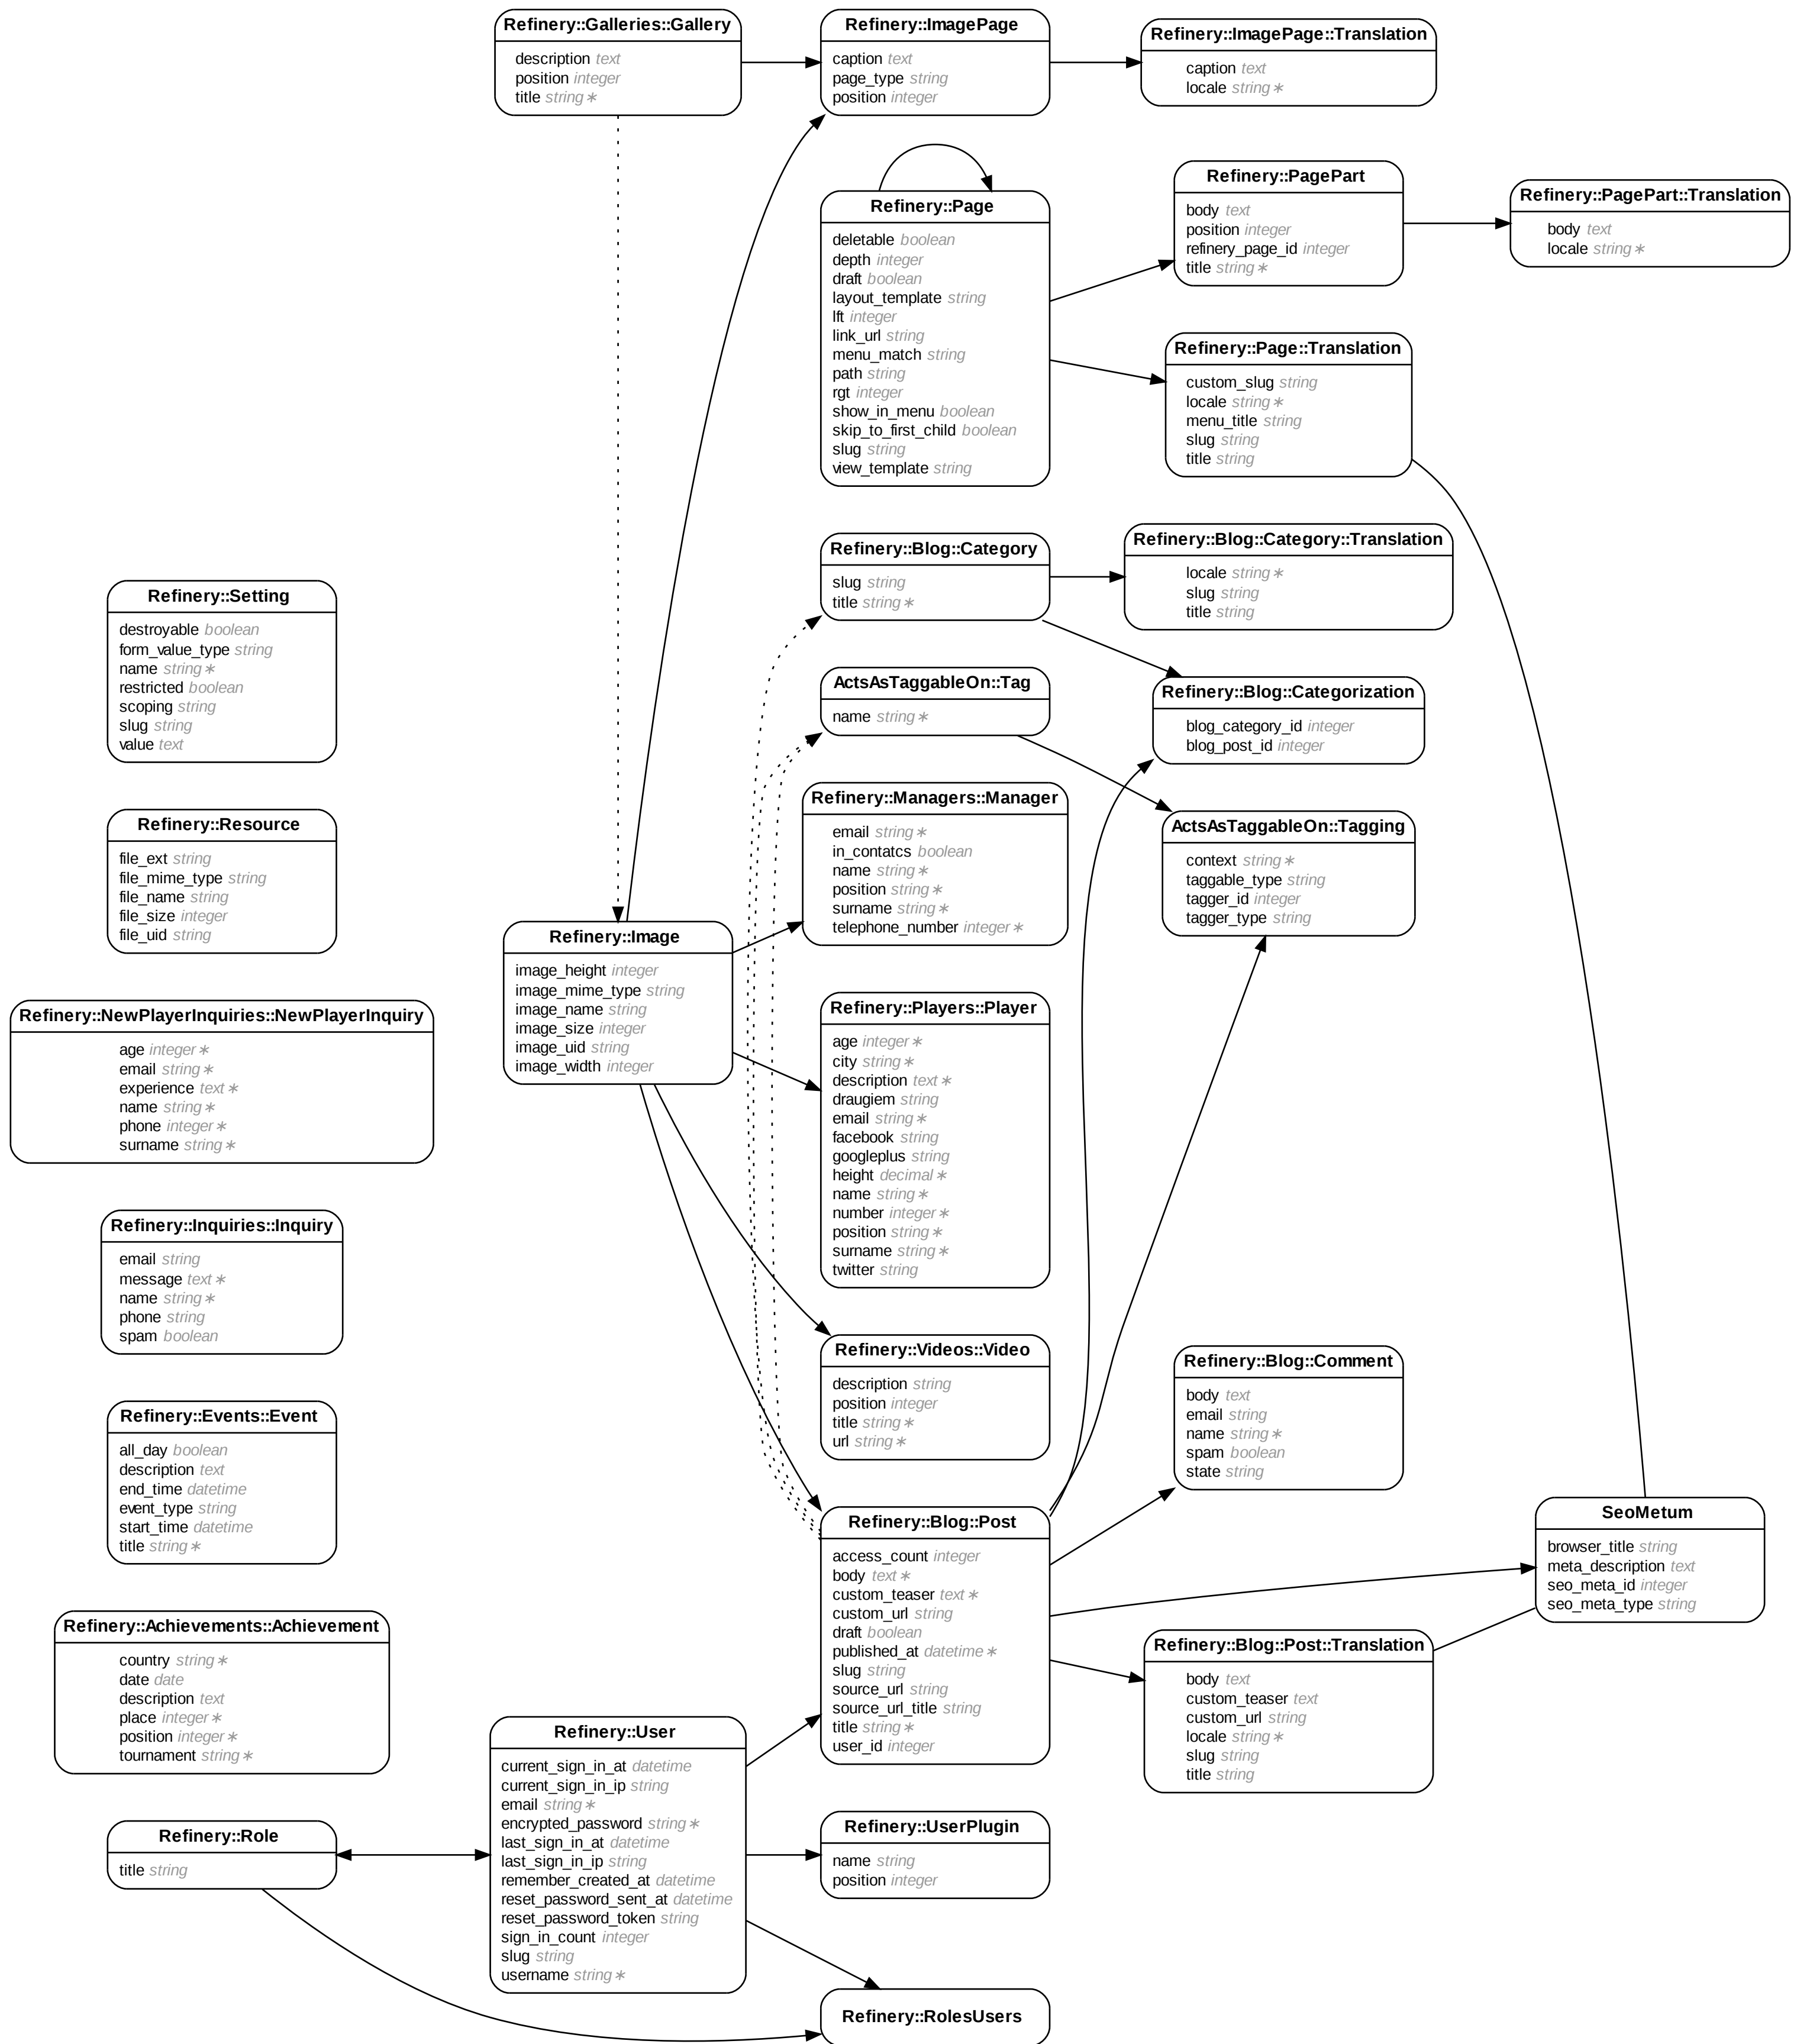 Refinery::Galleries::Gallery
description text
position integer
title string∗
Refinery::ImagePage
caption text
page_type string
position integer
Refinery::ImagePage::Translation
caption text
locale string∗
Refinery::Page
deletable boolean
depth integer
draft boolean
layout_template string
lft integer
link_url string
menu_match string
path string
rgt integer
show_in_menu boolean
skip_to_first_child boolean
slug string
view_template string
Refinery::PagePart
body text
position integer
refinery_page_id integer
title string∗
Refinery::PagePart::Translation
body text
locale string∗
Refinery::Page::Translation
custom_slug string
locale string∗
menu_title string
slug string
title string
Refinery::Blog::Category
slug string
title string∗
Refinery::Blog::Category::Translation
locale string∗
slug string
title string
Refinery::Setting
destroyable boolean
form_value_type string
name string∗
restricted boolean
scoping string
slug string
value text
ActsAsTaggableOn::Tag
name string∗
Refinery::Blog::Categorization
blog_category_id integer
blog_post_id integer
Refinery::Resource
file_ext string
file_mime_type string
file_name string
file_size integer
file_uid string
Refinery::Managers::Manager
email string∗
in_contatcs boolean
name string∗
position string∗
surname string∗
telephone_number integer∗
ActsAsTaggableOn::Tagging
context string∗
taggable_type string
tagger_id integer
tagger_type string
Refinery::Image
image_height integer
image_mime_type string
image_name string
image_size integer
image_uid string
image_width integer
Refinery::NewPlayerInquiries::NewPlayerInquiry
age integer∗
email string∗
experience text∗
name string∗
phone integer∗
surname string∗
Refinery::Players::Player
age integer∗
city string∗
description text∗
draugiem string
email string∗
facebook string
googleplus string
height decimal∗
name string∗
number integer∗
position string∗
surname string∗
twitter string
Refinery::Inquiries::Inquiry
email string
message text∗
name string∗
phone string
spam boolean
Refinery::Videos::Video
description string
position integer
title string∗
url string∗
Refinery::Blog::Comment
body text
email string
name string∗
spam boolean
state string
Refinery::Events::Event
all_day boolean
description text
end_time datetime
event_type string
start_time datetime
title string∗
Refinery::Blog::Post
access_count integer
body text∗
custom_teaser text∗
custom_url string
draft boolean
published_at datetime∗
slug string
source_url string
source_url_title string
title string∗
user_id integer
SeoMetum
browser_title string
meta_description text
seo_meta_id integer
seo_meta_type string
Refinery::Achievements::Achievement
country string∗
date date
description text
place integer∗
position integer∗
tournament string∗
Refinery::Blog::Post::Translation
body text
custom_teaser text
custom_url string
locale string∗
slug string
title string
Refinery::User
current_sign_in_at datetime
current_sign_in_ip string
email string∗
encrypted_password string∗
last_sign_in_at datetime
last_sign_in_ip string
remember_created_at datetime
reset_password_sent_at datetime
reset_password_token string
sign_in_count integer
slug string
username string∗
Refinery::Role
title string
Refinery::UserPlugin
name string
position integer
Refinery::RolesUsers